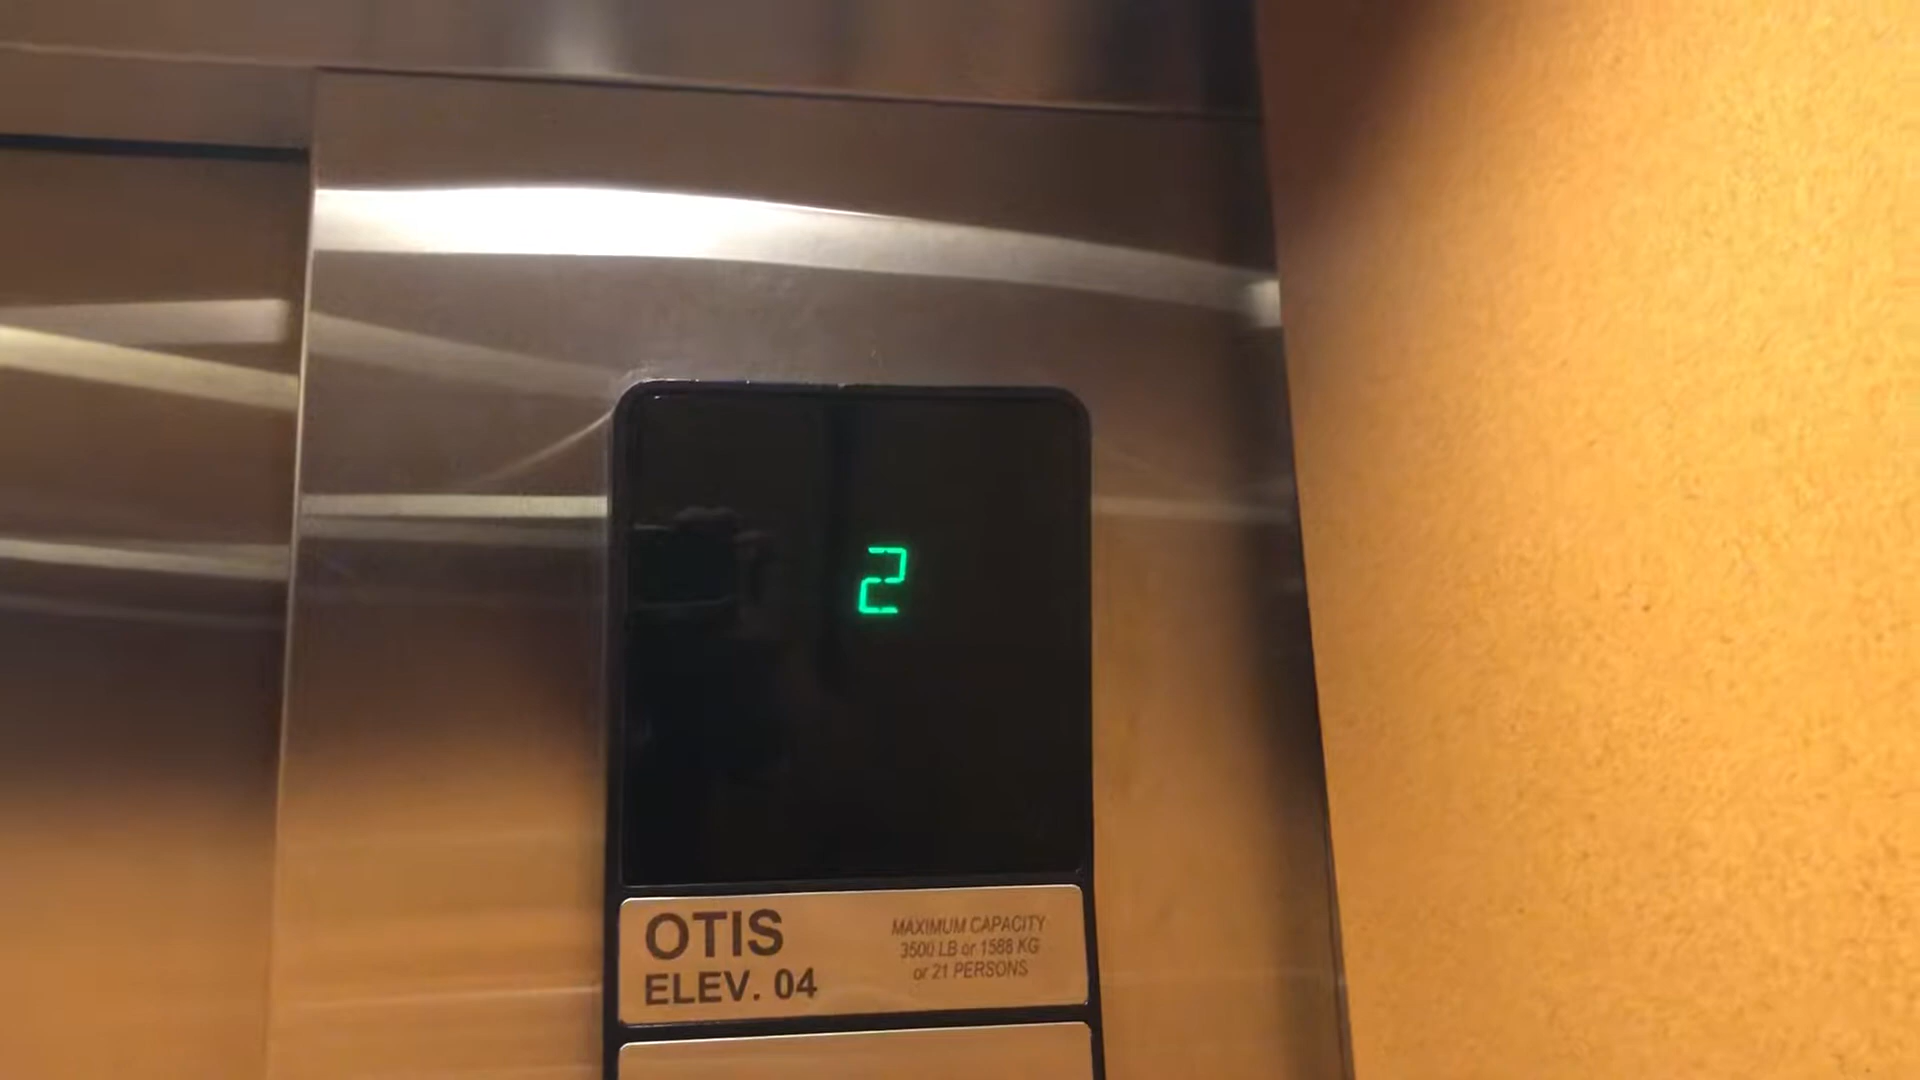 2
OTIS
ELEV. 04
MAXIMUM CAPACITY
3500 LB or 1588 KG
or 21 PERSONS